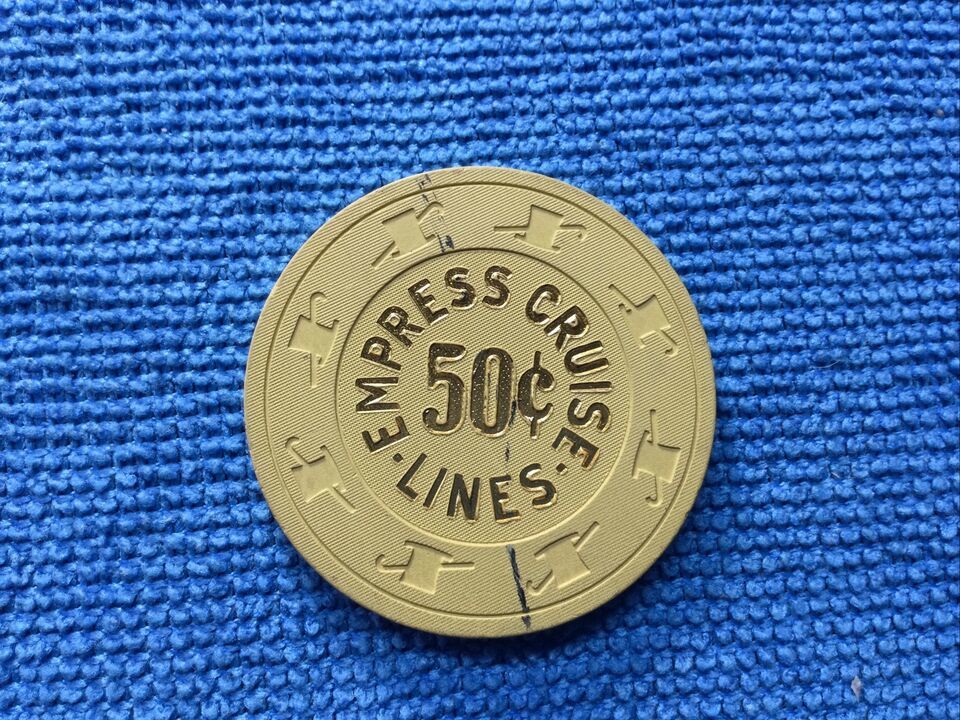 EMPRESS CRUISE
50¢
· LINES ·